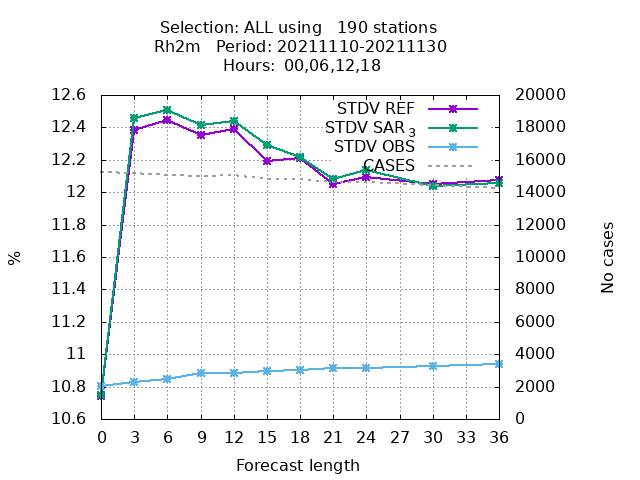 Selection: ALL using   190 stations
Rh2m   Period: 20211110-20211130
Hours:  00,06,12,18
12.6
12.4
12.2
12
11.8
11.6
11.4
11.2
11
10.8
10.6
20000
18000
16000
14000
12000
10000
8000
6000
4000
2000
0
STDV REF
STDV SAR3
STDV OBS
CASES
%
No cases
0 3 6 9 12 15 18 21 24 27 30 33 36
Forecast length